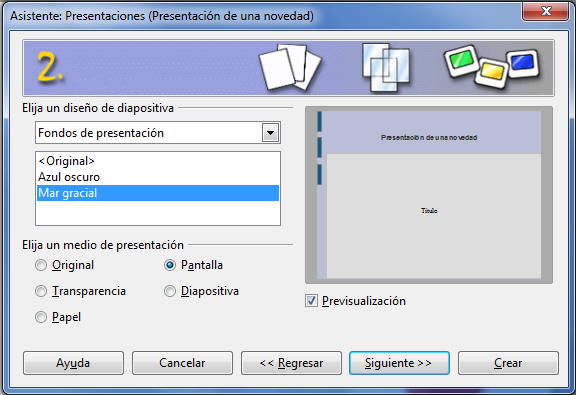 Asistente: Presentaciones (Presentación de una novedad)
2.
Elija un diseño de diapositiva
Fondos de presentación
<Original>
Azul oscuro
Mar gracial
Presentación de una novedad
Título
Elija un medio de presentación
Original
Pantalla
Transparencia
Diapositiva
Papel
Previsualización
Ayuda
Cancelar
<< Regresar
Siguiente >>
Crear